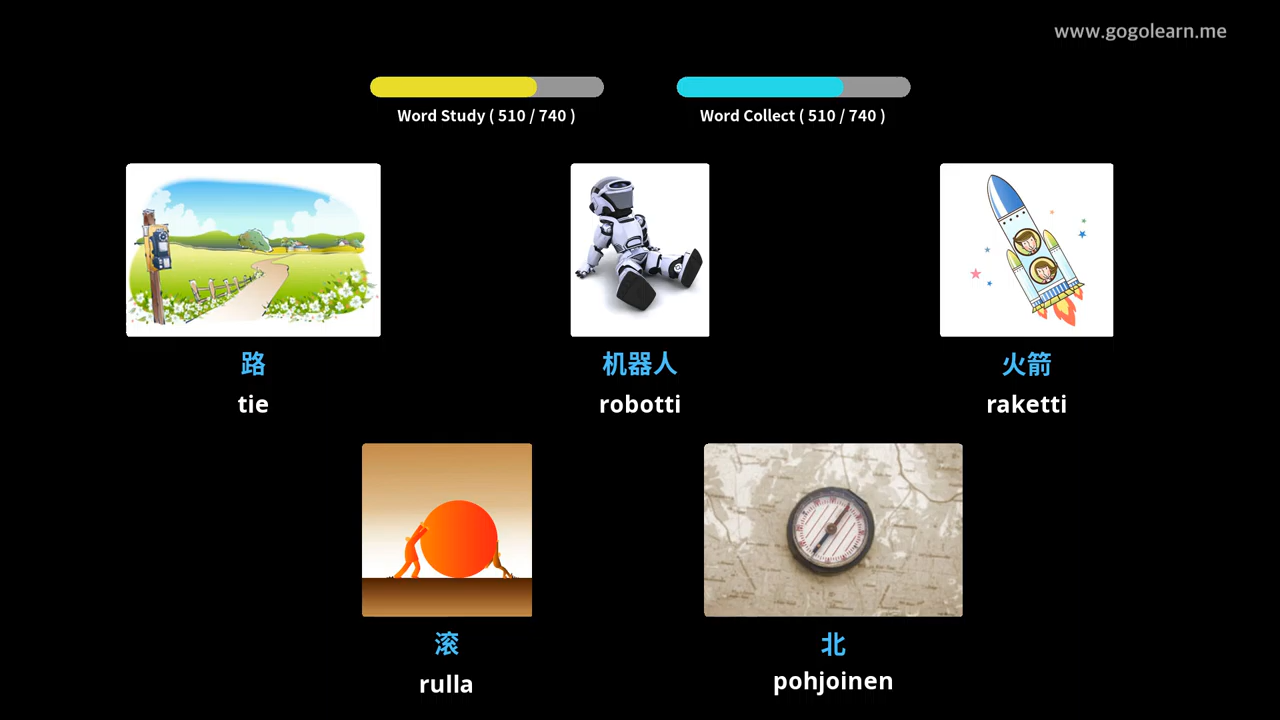 www.gogolearn.me
Word Study ( 510 / 740 )
Word Collect ( 510 / 740 )
路
机器人
火箭
tie
robotti
raketti
滚
北
rulla
pohjoinen